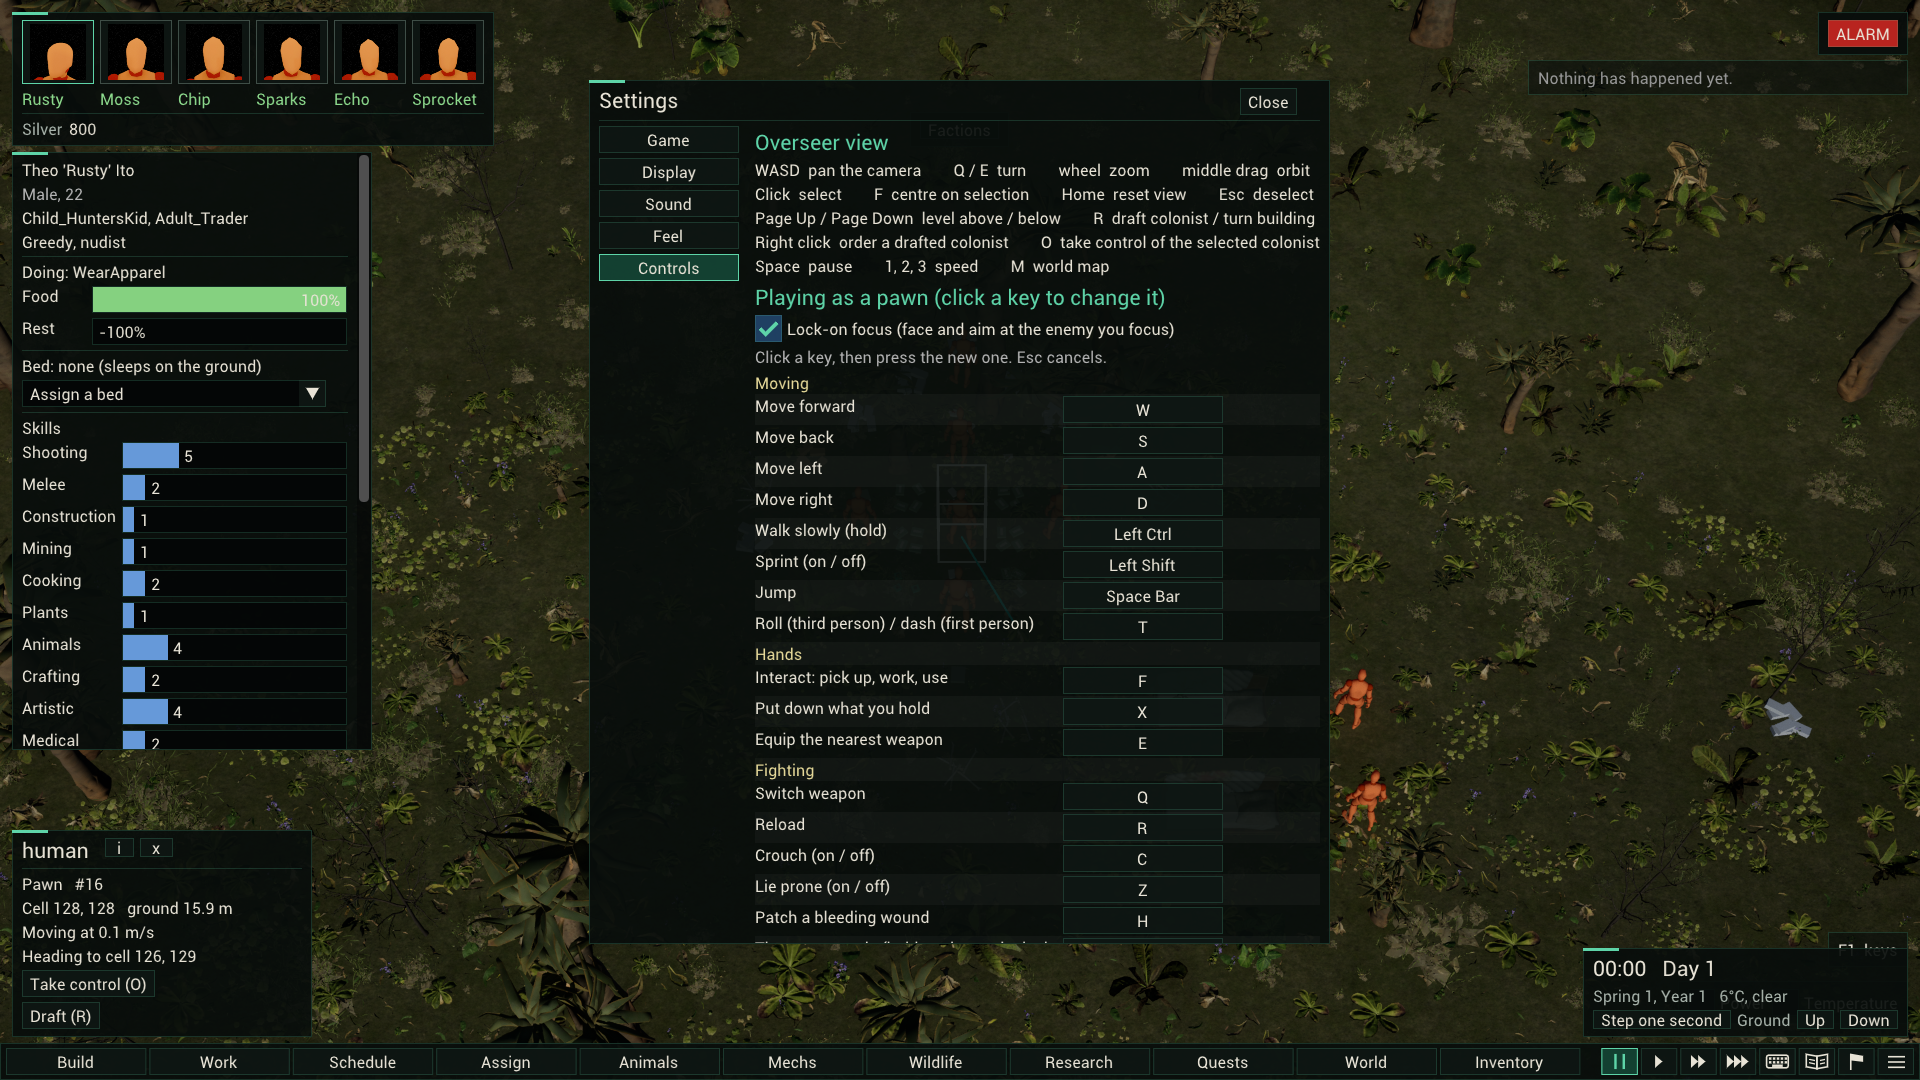 Rusty Moss Chip Sparks Echo Sprocket
Silver 800
Theo 'Rusty' Ito
Male, 22
Child_HuntersKid, Adult_Trader
Greedy, nudist
Doing: WearApparel
Food 100%
Rest -100%
Bed: none (sleeps on the ground)
Assign a bed
Skills
Shooting 5
Melee 2
Construction 1
Mining 1
Cooking 2
Plants 1
Animals 4
Crafting 2
Artistic 4
Medical 2
human i x
Pawn #16
Cell 128, 128 ground 15.9 m
Moving at 0.1 m/s
Heading to cell 126, 129
Take control (O)
Draft (R)
Settings
Close
Game
Display
Sound
Feel
Controls
Factions
Overseer view
WASD pan the camera Q / E turn wheel zoom middle drag orbit
Click select F centre on selection Home reset view Esc deselect
Page Up / Page Down level above / below R draft colonist / turn building
Right click order a drafted colonist O take control of the selected colonist
Space pause 1, 2, 3 speed M world map
Playing as a pawn (click a key to change it)
Lock-on focus (face and aim at the enemy you focus)
Click a key, then press the new one. Esc cancels.
Moving
Move forward W
Move back S
Move left A
Move right D
Walk slowly (hold) Left Ctrl
Sprint (on / off) Left Shift
Jump Space Bar
Roll (third person) / dash (first person) T
Hands
Interact: pick up, work, use F
Put down what you hold X
Equip the nearest weapon E
Fighting
Switch weapon Q
Reload R
Crouch (on / off) C
Lie prone (on / off) Z
Patch a bleeding wound H
ALARM
Nothing has happened yet.
F1 keys
00:00 Day 1
Spring 1, Year 1 6°C, clear
Temperature
Step one second Ground Up Down
Build Work Schedule Assign Animals Mechs Wildlife Research Quests World Inventory